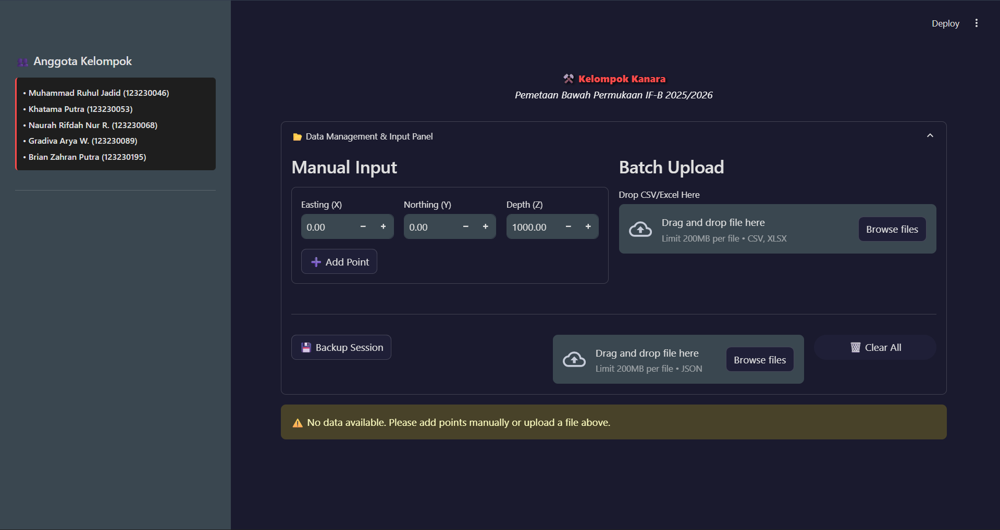 Deploy
Anggota Kelompok
• Muhammad Ruhul Jadid (123230046)
• Khatama Putra (123230053)
• Naurah Rifdah Nur R. (123230068)
• Gradiva Arya W. (123230089)
• Brian Zahran Putra (123230195)
Kelompok Kanara
Pemetaan Bawah Permukaan IF-B 2025/2026
Data Management & Input Panel
Manual Input
Easting (X)
0.00
Northing (Y)
0.00
Depth (Z)
1000.00
Add Point
Batch Upload
Drop CSV/Excel Here
Drag and drop file here
Limit 200MB per file • CSV, XLSX
Browse files
Backup Session
Drag and drop file here
Limit 200MB per file • JSON
Browse files
Clear All
No data available. Please add points manually or upload a file above.